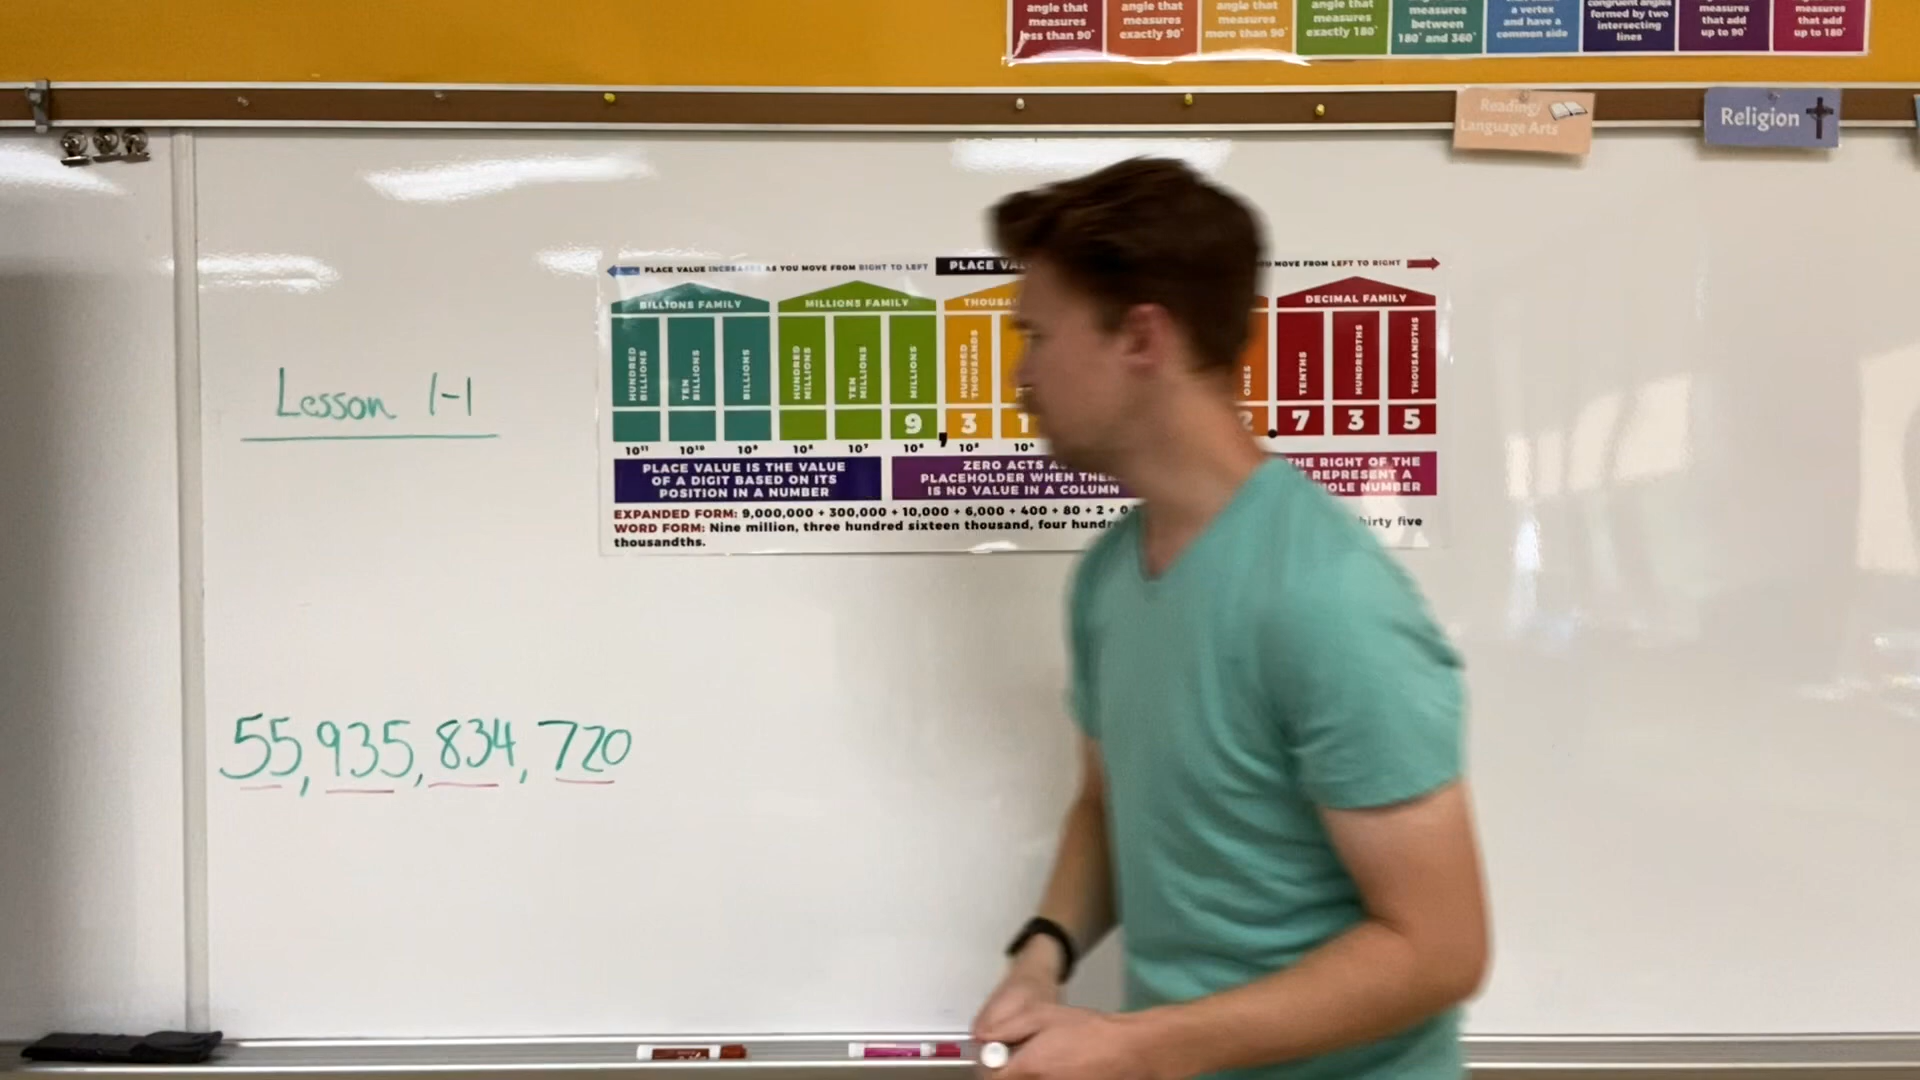 angle that measures less than 90°
angle that measures exactly 90°
angle that measures more than 90°
angle that measures exactly 180°
measures between 180° and 360°
a vertex and have a common side
congruent angles formed by two intersecting lines
measures that add up to 90°
measures that add up to 180°
Reading/
Language Arts
Religion
PLACE VALUE INCREASES AS YOU MOVE FROM RIGHT TO LEFT
PLACE VAL
MOVE FROM LEFT TO RIGHT
BILLIONS FAMILY
MILLIONS FAMILY
DECIMAL FAMILY
HUNDRED BILLIONS
TEN BILLIONS
BILLIONS
HUNDRED MILLIONS
TEN MILLIONS
MILLIONS
HUNDRED THOUSANDS
ONES
TENTHS
HUNDREDTHS
THOUSANDTHS
9 , 3 1 2 . 7 3 5
10¹¹ 10¹⁰ 10⁹ 10⁸ 10⁷ 10⁶ 10⁵ 10⁴
PLACE VALUE IS THE VALUE
OF A DIGIT BASED ON ITS
POSITION IN A NUMBER
ZERO ACTS
PLACEHOLDER WHEN THE
IS NO VALUE IN A COLUMN
THE RIGHT OF THE
REPRESENT A
NUMBER
EXPANDED FORM: 9,000,000 + 300,000 + 10,000 + 6,000 + 400 + 80 + 2 + 0
WORD FORM: Nine million, three hundred sixteen thousand, four hundr hirty five
thousandths.
Lesson 1-1
55,935,834,720